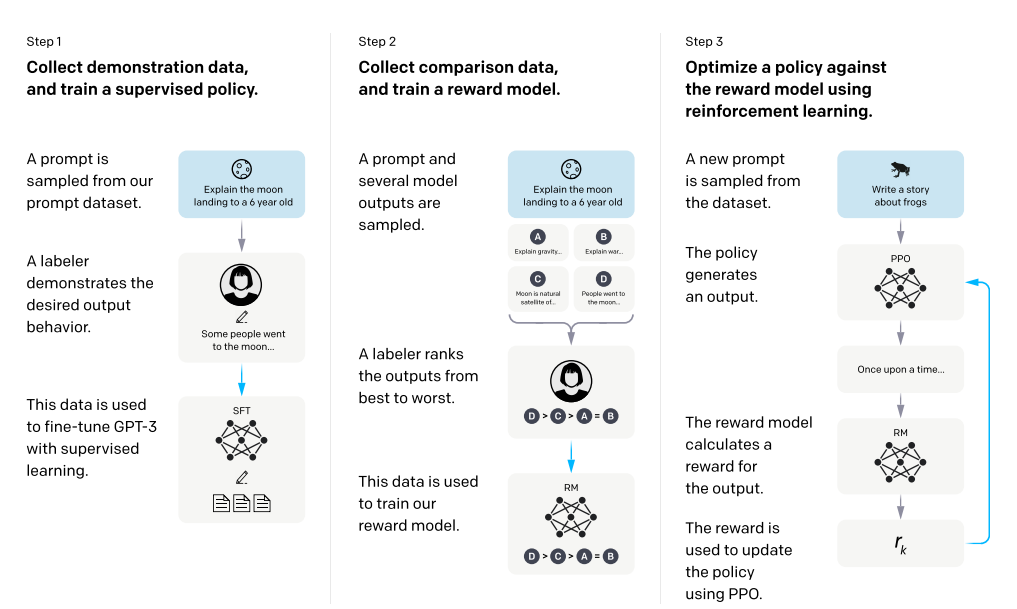 Step 1
Collect demonstration data,
and train a supervised policy.
A prompt is
sampled from our
prompt dataset.
Explain the moon
landing to a 6 year old
A labeler
demonstrates the
desired output
behavior.
Some people went
to the moon...
This data is used
to fine-tune GPT-3
with supervised
learning.
SFT
Step 2
Collect comparison data,
and train a reward model.
A prompt and
several model
outputs are
sampled.
Explain the moon
landing to a 6 year old
A
Explain gravity...
B
Explain war...
C
Moon is natural
satellite of...
D
People went to
the moon...
A labeler ranks
the outputs from
best to worst.
D > C > A = B
This data is used
to train our
reward model.
RM
D > C > A = B
Step 3
Optimize a policy against
the reward model using
reinforcement learning.
A new prompt
is sampled from
the dataset.
Write a story
about frogs
The policy
generates
an output.
PPO
Once upon a time...
The reward model
calculates a
reward for
the output.
RM
The reward is
used to update
the policy
using PPO.
r_k